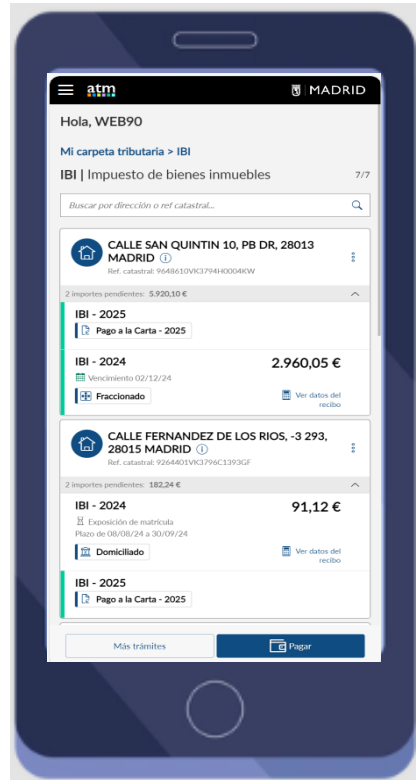 atm
MADRID
Hola, WEB90
Mi carpeta tributaria > IBI
IBI | Impuesto de bienes inmuebles 7/7
Buscar por dirección o ref catastral...
CALLE SAN QUINTIN 10, PB DR, 28013
MADRID
Ref. catastral: 9648610VK3794H0004KW
2 importes pendientes: 5.920,10 €
IBI - 2025
Pago a la Carta - 2025
IBI - 2024 2.960,05 €
Vencimiento 02/12/24
Fraccionado
Ver datos del
recibo
CALLE FERNANDEZ DE LOS RIOS, -3 293,
28015 MADRID
Ref. catastral: 9264401VK3796C1393GF
2 importes pendientes: 182,24 €
IBI - 2024 91,12 €
Exposición de matrícula
Plazo de 08/08/24 a 30/09/24
Domiciliado
Ver datos del
recibo
IBI - 2025
Pago a la Carta - 2025
Más trámites
Pagar